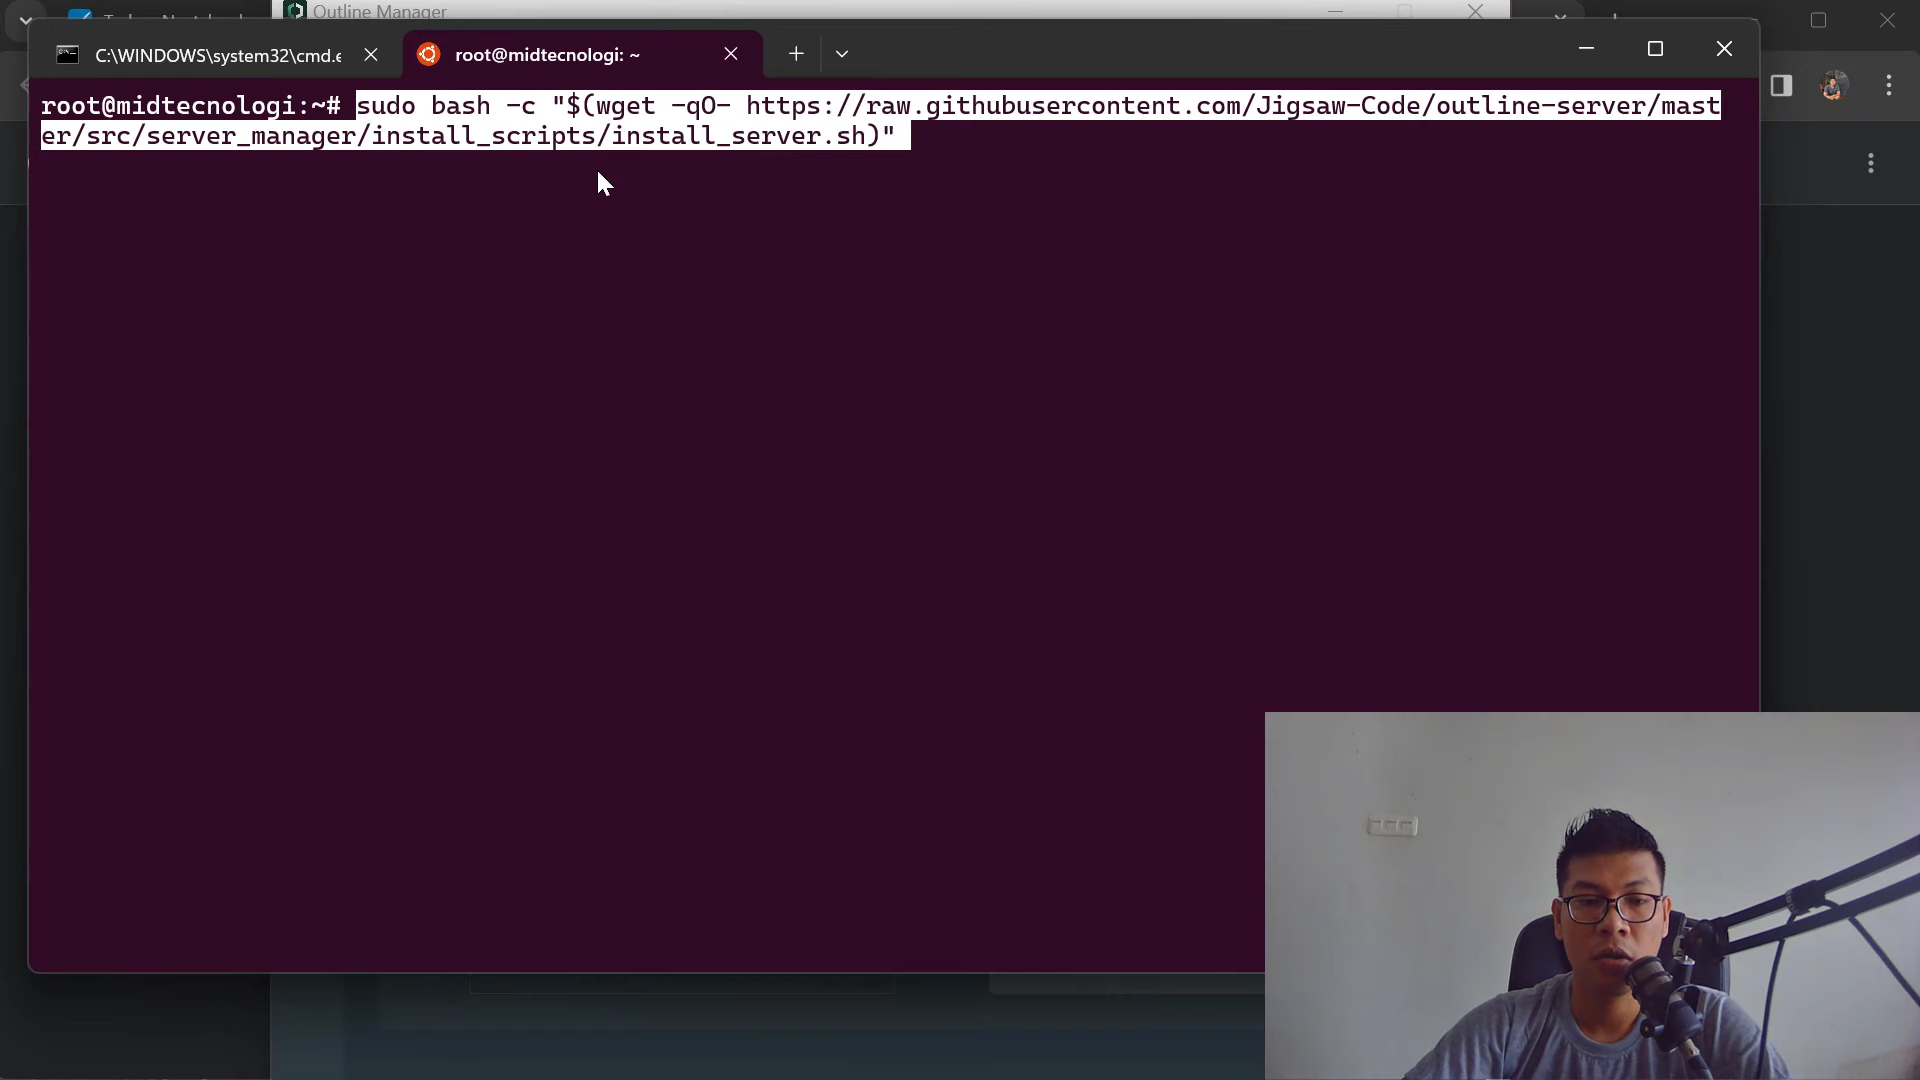 Outline Manager
C:\WINDOWS\system32\cmd.e
root@midtecnologi: ~
root@midtecnologi:~# sudo bash -c "$(wget -qO- https://raw.githubusercontent.com/Jigsaw-Code/outline-server/mast
er/src/server_manager/install_scripts/install_server.sh)"